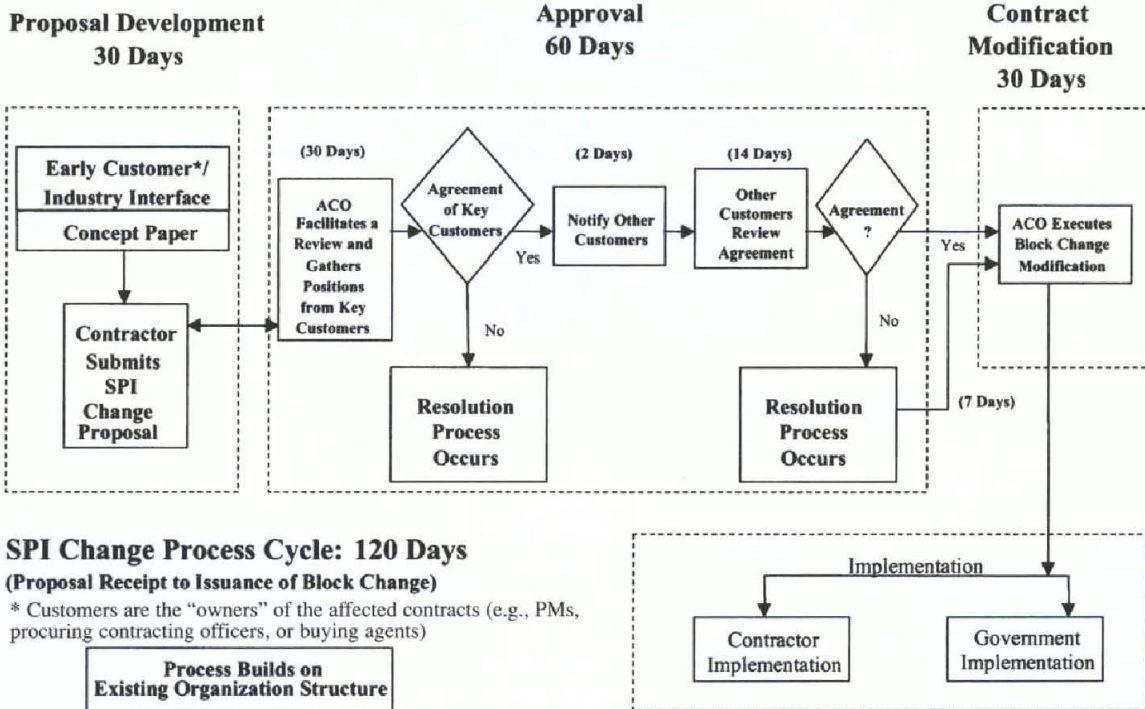 Proposal Development
30 Days
Approval
60 Days
Contract
Modification
30 Days
Early Customer*/
Industry Interface
Concept Paper
Contractor
Submits
SPI
Change
Proposal
(30 Days)
ACO
Facilitates a
Review and
Gathers
Positions
from Key
Customers
Agreement
of Key
Customers
Yes
No
Resolution
Process
Occurs
(2 Days)
Notify Other
Customers
(14 Days)
Other
Customers
Review
Agreement
Agreement
?
Yes
No
Resolution
Process
Occurs
(7 Days)
ACO Executes
Block Change
Modification
SPI Change Process Cycle: 120 Days
(Proposal Receipt to Issuance of Block Change)
* Customers are the "owners" of the affected contracts (e.g., PMs,
procuring contracting officers, or buying agents)
Process Builds on
Existing Organization Structure
Implementation
Contractor
Implementation
Government
Implementation